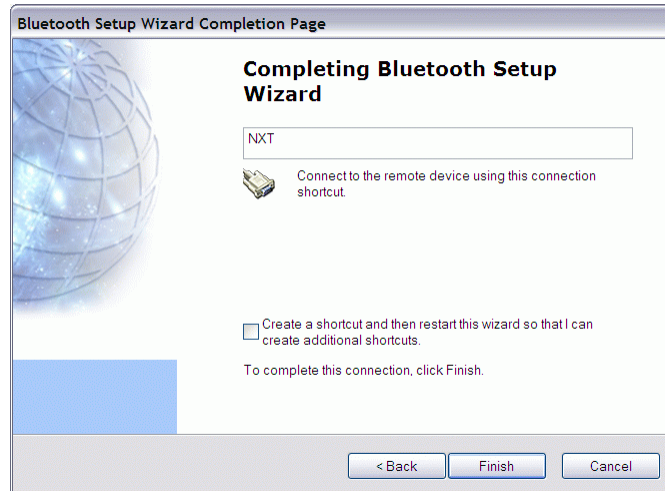 Bluetooth Setup Wizard Completion Page
Completing Bluetooth Setup
Wizard
NXT
Connect to the remote device using this connection
shortcut.
Create a shortcut and then restart this wizard so that I can
create additional shortcuts.
To complete this connection, click Finish.
< Back
Finish
Cancel